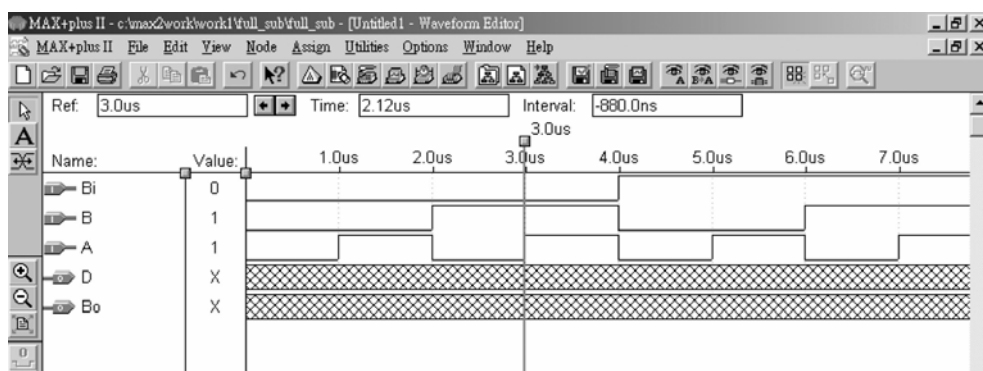 MAX+plus II - c:\max2work\work1\full_sub\full_sub - [Untitled1 - Waveform Editor]
MAX+plus II File Edit View Node Assign Utilities Options Window Help
Ref: 3.0us Time: 2.12us Interval: -880.0ns
3.0us
Name: Value: 1.0us 2.0us 3.0us 4.0us 5.0us 6.0us 7.0us
Bi 0
B 1
A 1
D X
Bo X